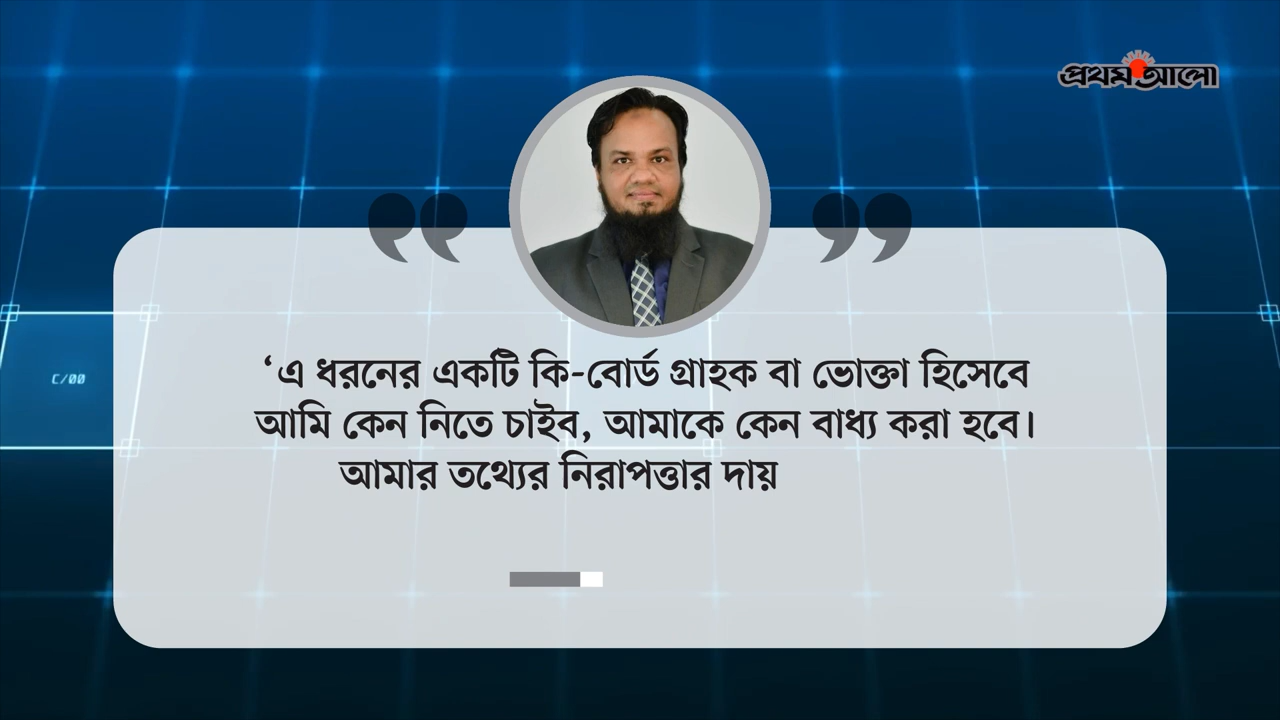 প্রথম আলো
‘এ ধরনের একটি কি-বোর্ড গ্রাহক বা ভোক্তা হিসেবে
আমি কেন নিতে চাইব, আমাকে কেন বাধ্য করা হবে।
আমার তথ্যের নিরাপত্তার দায়
C/00